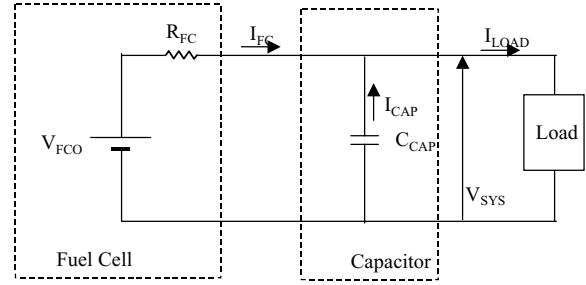 R_FC
I_FC
I_LOAD
I_CAP
C_CAP
Load
V_FCO
V_SYS
Fuel Cell
Capacitor